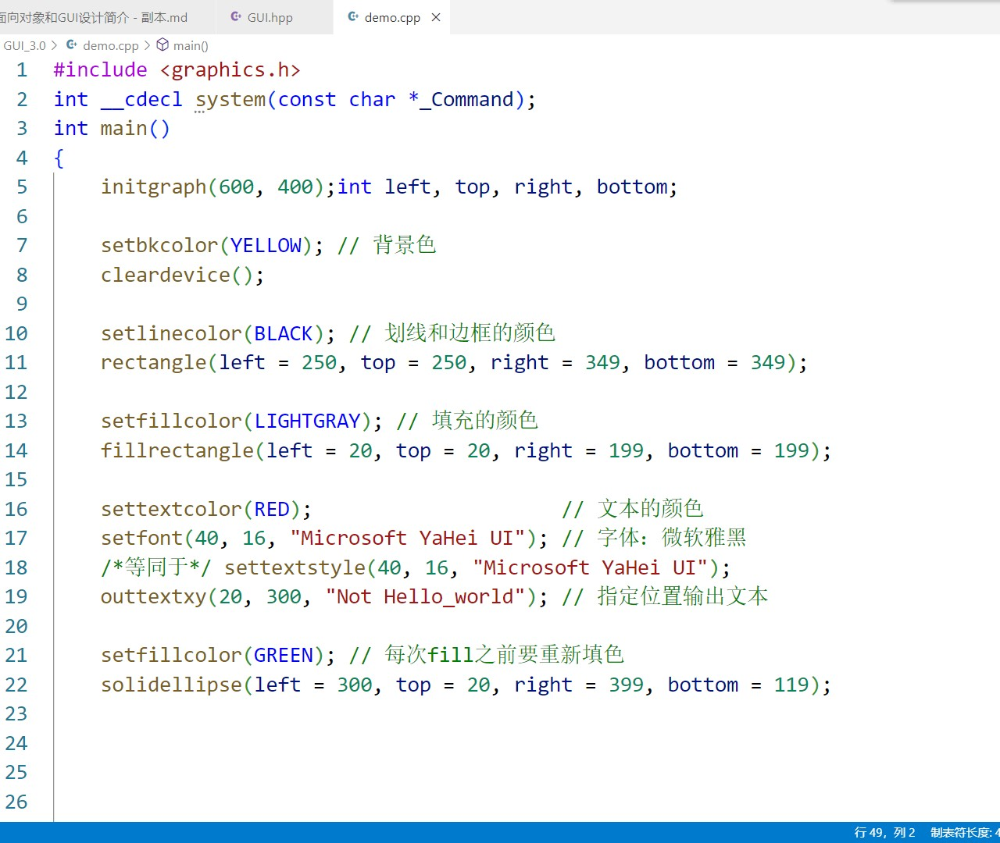 面向对象和GUI设计简介 - 副本.md GUI.hpp demo.cpp
GUI_3.0 > demo.cpp > main()
1 #include <graphics.h>
2 int __cdecl system(const char *_Command);
3 int main()
4 {
5 initgraph(600, 400);int left, top, right, bottom;
6
7 setbkcolor(YELLOW); // 背景色
8 cleardevice();
9
10 setlinecolor(BLACK); // 划线和边框的颜色
11 rectangle(left = 250, top = 250, right = 349, bottom = 349);
12
13 setfillcolor(LIGHTGRAY); // 填充的颜色
14 fillrectangle(left = 20, top = 20, right = 199, bottom = 199);
15
16 settextcolor(RED); // 文本的颜色
17 setfont(40, 16, "Microsoft YaHei UI"); // 字体：微软雅黑
18 /*等同于*/ settextstyle(40, 16, "Microsoft YaHei UI");
19 outtextxy(20, 300, "Not Hello_world"); // 指定位置输出文本
20
21 setfillcolor(GREEN); // 每次fill之前要重新填色
22 solidellipse(left = 300, top = 20, right = 399, bottom = 119);
23
24
25
26
行 49，列 2 制表符长度: 4